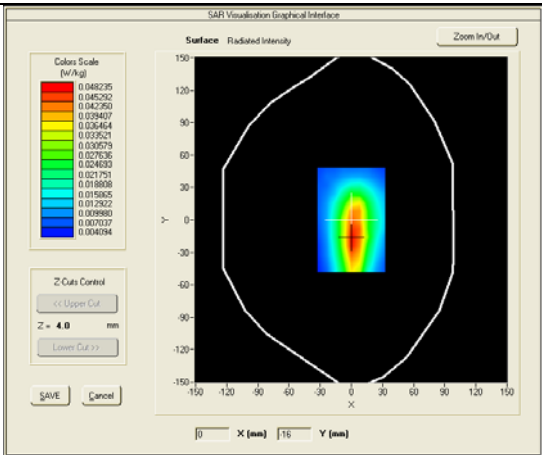 SAR Visualisation Graphical Interface
Surface Radiated Intensity
Zoom In/Out
Colors Scale
(W/kg)
0.048235
0.045292
0.042350
0.039407
0.036464
0.033521
0.030579
0.027636
0.024693
0.021751
0.018808
0.015865
0.012922
0.009980
0.007037
0.004094
Z-Cuts Control
<< Upper Cut
Z = 4.0 mm
Lower Cut >>
SAVE Cancel
150
120
90
60
30
0
-30
-60
-90
-120
-150
Y
-150 -120 -90 -60 -30 0 30 60 90 120 150
X
0 X (mm) -16 Y (mm)